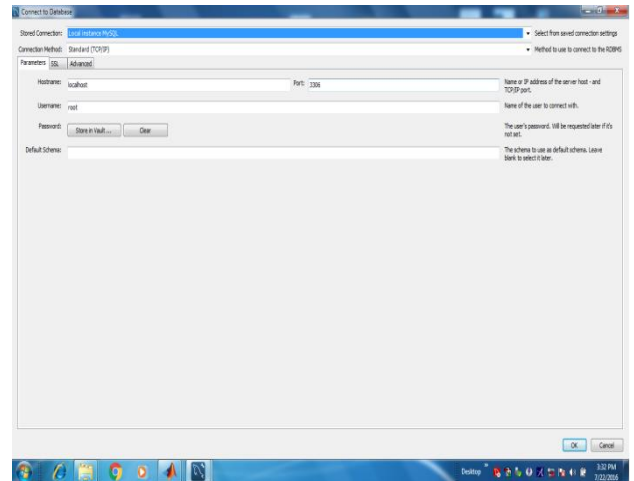 Connect to Database
Stored Connection: Local instance MySQL Select from saved connection settings
Connection Method: Standard (TCP/IP) Method to use to connect to the RDBMS
Parameters SSL Advanced
Hostname: localhost Port: 3306 Name or IP address of the server host - and
TCP/IP port.
Username: root Name of the user to connect with.
Password: Store in Vault ... Clear The user's password. Will be requested later if it's
not set.
Default Schema: The schema to use as default schema. Leave
blank to select it later.
OK Cancel
Desktop 3:32 PM
7/22/2016